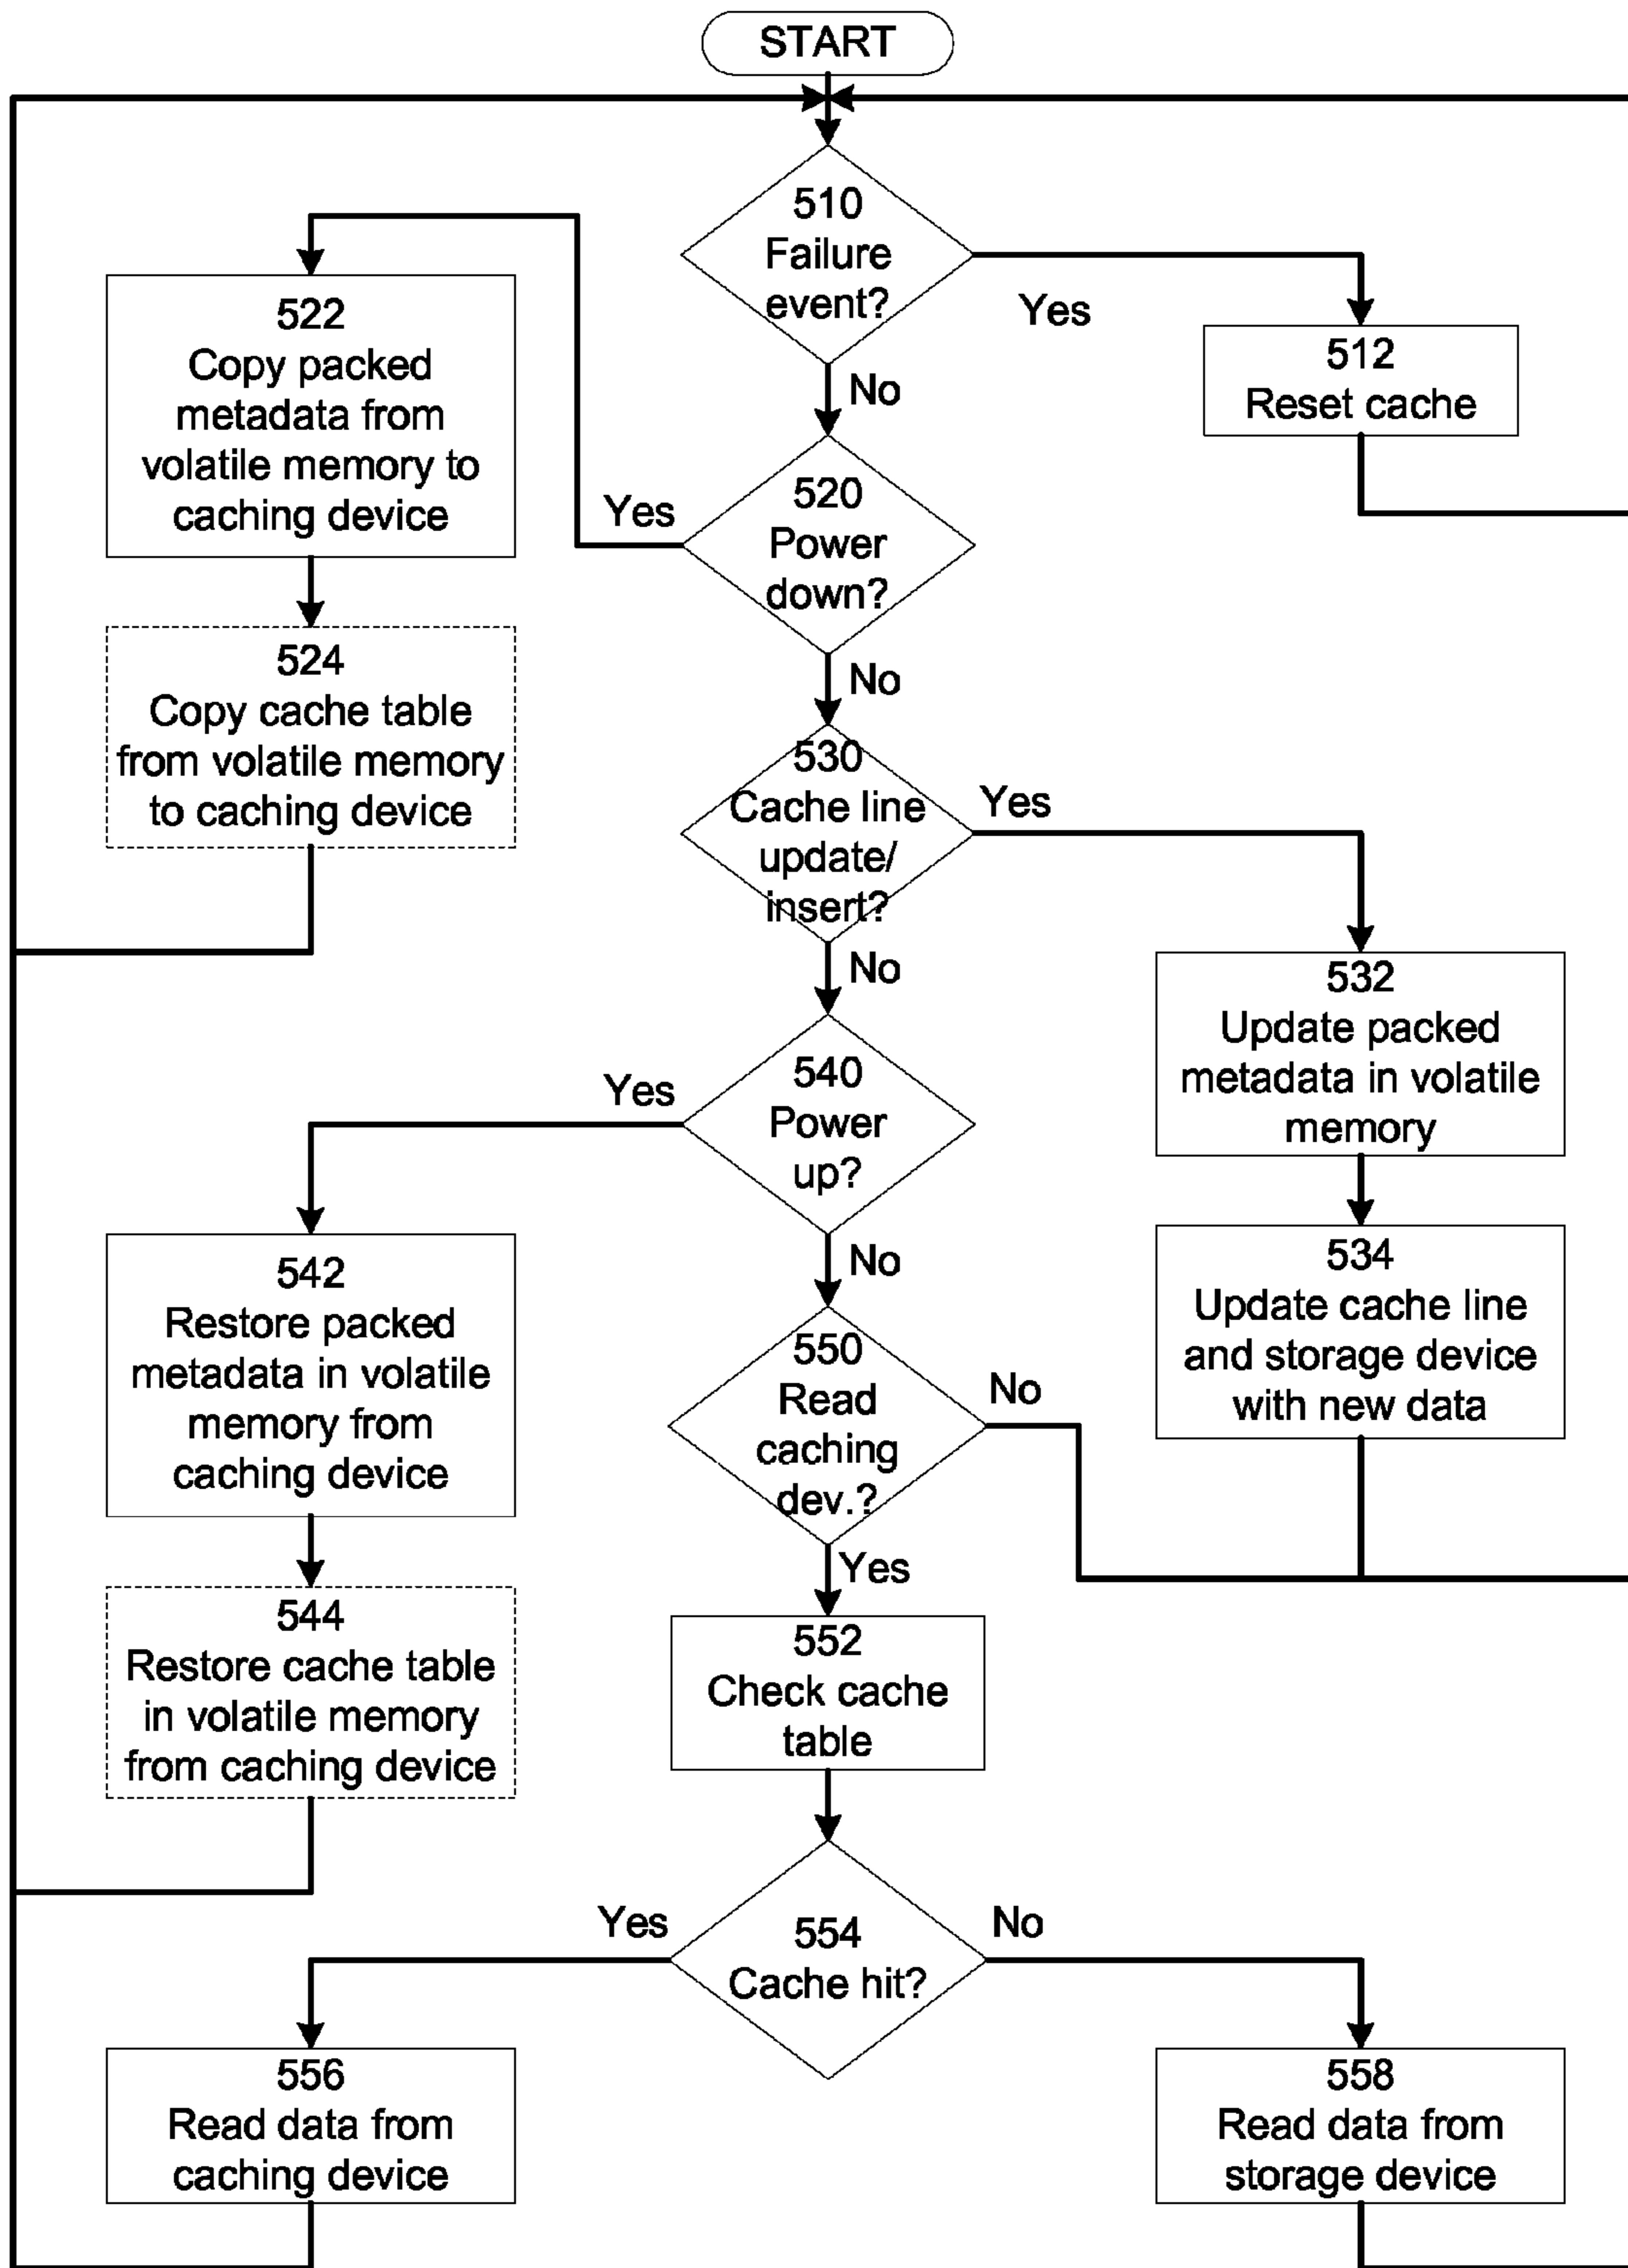 START
510
Failure
event?
Yes
No
512
Reset cache
522
Copy packed
metadata from
volatile memory to
caching device
Yes
520
Power
down?
No
524
Copy cache table
from volatile memory
to caching device
530
Cache line
update/
insert?
Yes
No
532
Update packed
metadata in volatile
memory
Yes
540
Power
up?
No
534
Update cache line
and storage device
with new data
542
Restore packed
metadata in volatile
memory from
caching device
550
Read
caching
dev.?
No
Yes
544
Restore cache table
in volatile memory
from caching device
552
Check cache
table
Yes
554
Cache hit?
No
556
Read data from
caching device
558
Read data from
storage device